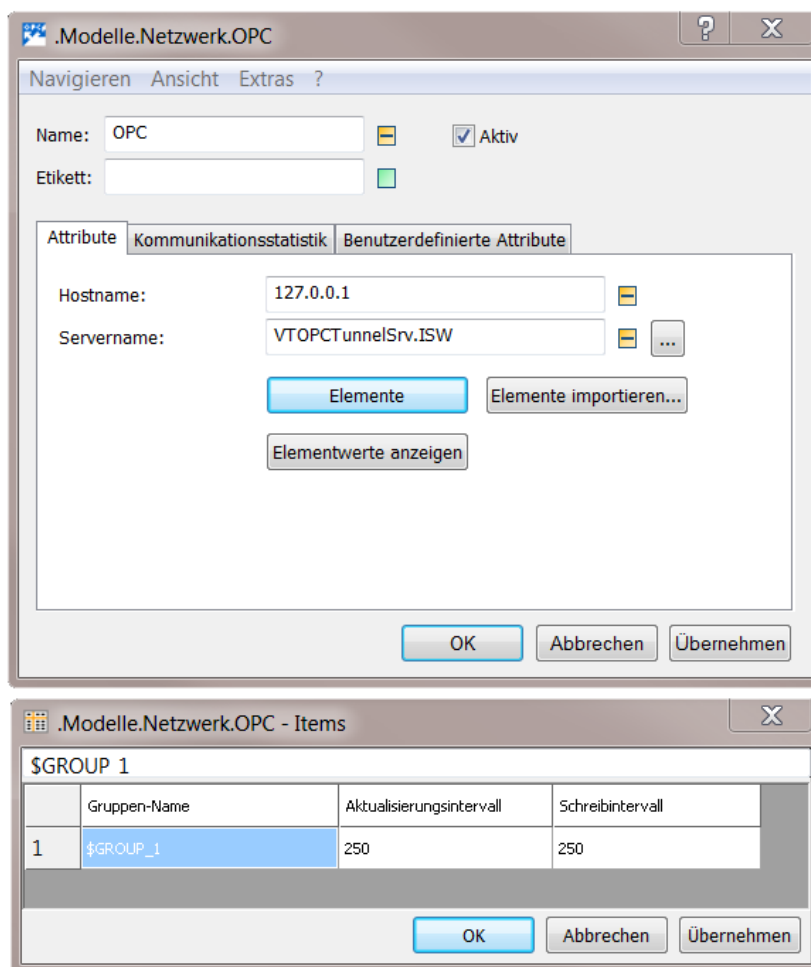 .Modelle.Netzwerk.OPC
Navigieren Ansicht Extras ?
Name: OPC Aktiv
Etikett:
Attribute Kommunikationsstatistik Benutzerdefinierte Attribute
Hostname: 127.0.0.1
Servername: VTOPCTunnelSrv.ISW ...
Elemente Elemente importieren...
Elementwerte anzeigen
OK Abbrechen Übernehmen
.Modelle.Netzwerk.OPC - Items
$GROUP 1
Gruppen-Name Aktualisierungsintervall Schreibintervall
1 $GROUP_1 250 250
OK Abbrechen Übernehmen